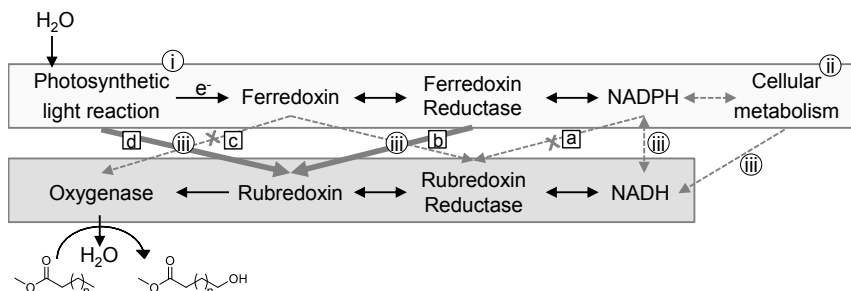 H₂O
i
ii
Photosynthetic
light reaction
e⁻
Ferredoxin
Ferredoxin
Reductase
NADPH
Cellular
metabolism
d
iii
c
iii
b
a
iii
iii
Oxygenase
Rubredoxin
Rubredoxin
Reductase
NADH
H₂O
O
O
n
O
O
n
OH